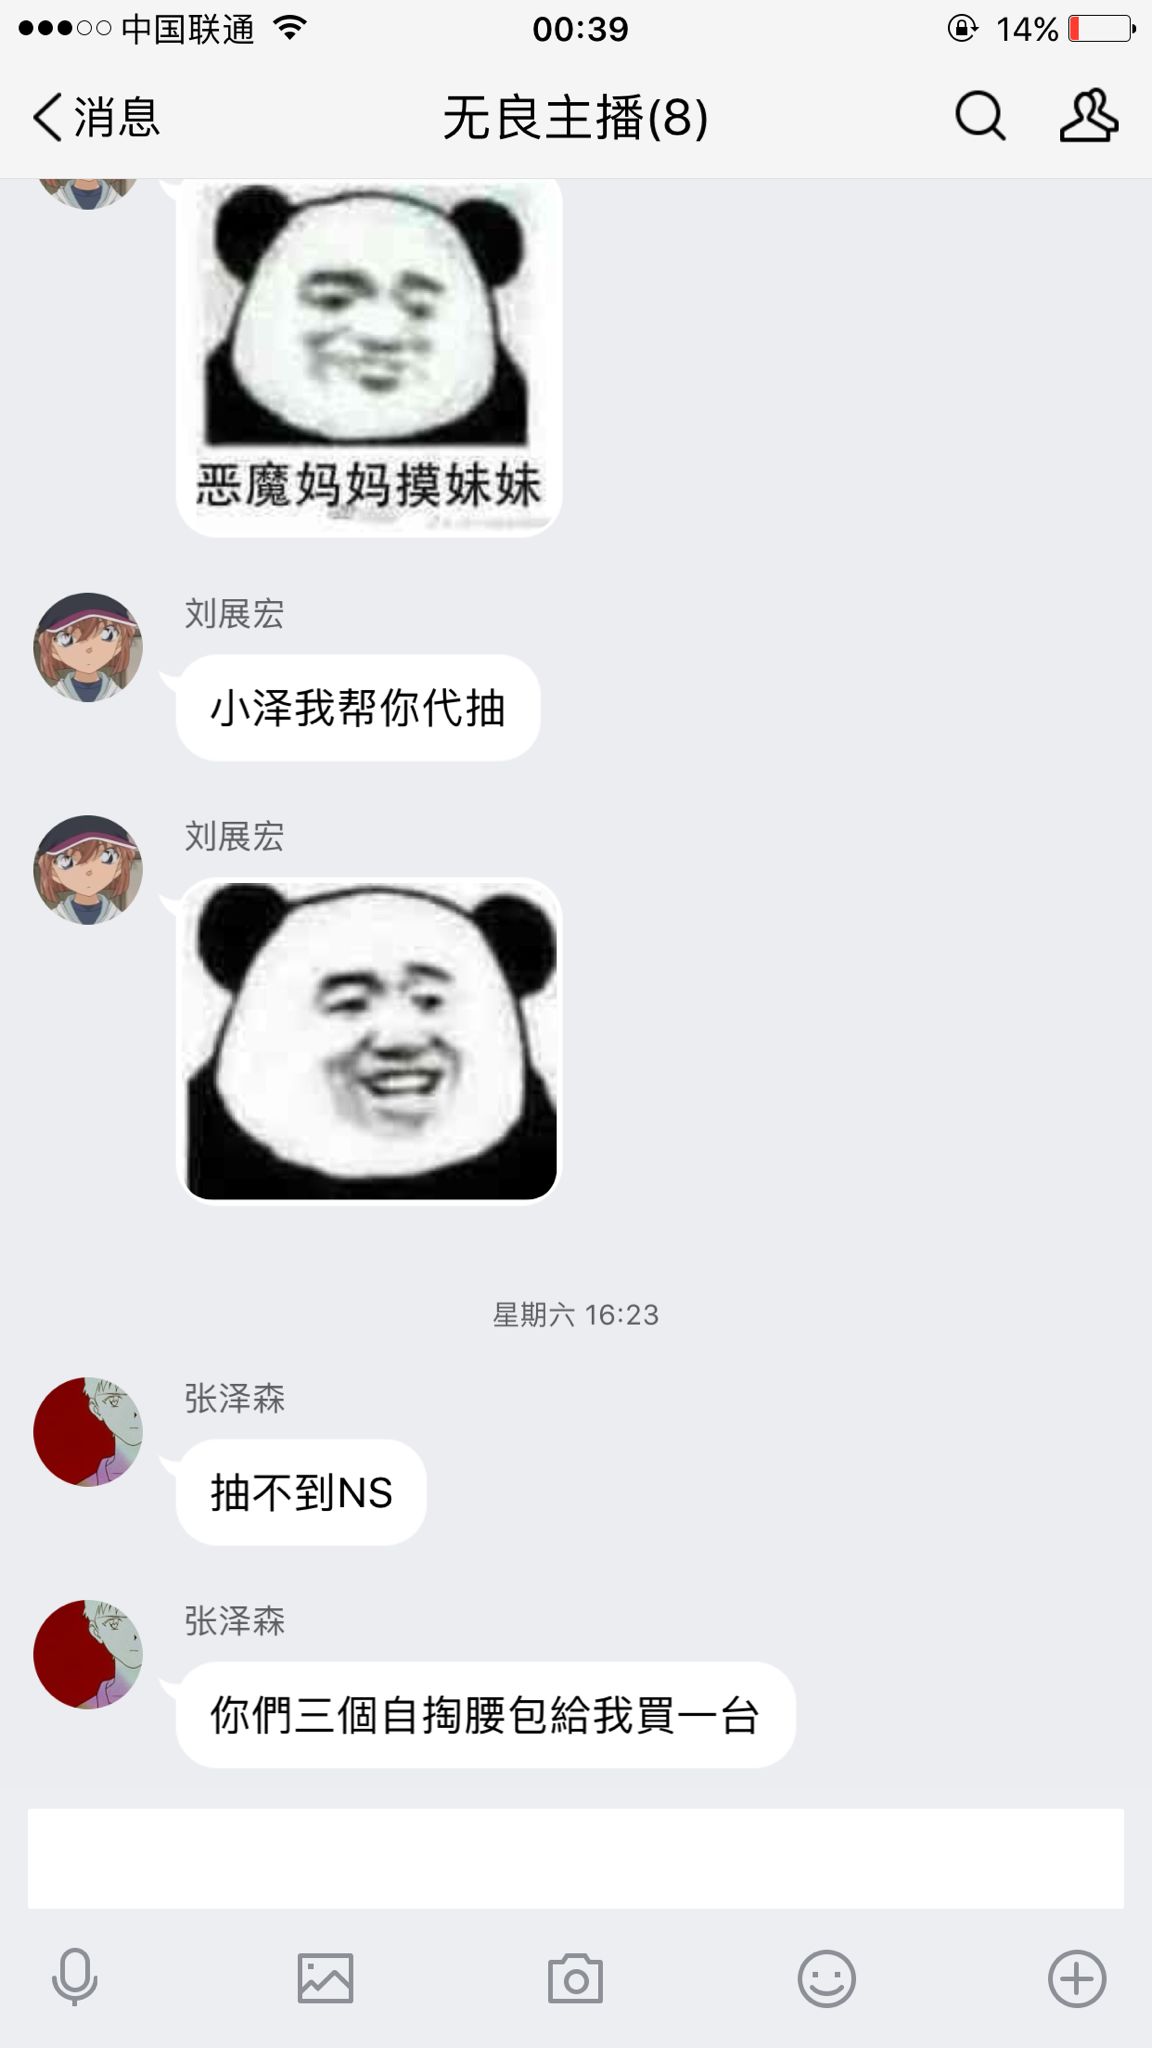 中国联通
00:39
14%
消息
无良主播(8)
恶魔妈妈摸妹妹
刘展宏
小泽我帮你代抽
刘展宏
星期六 16:23
张泽森
抽不到NS
张泽森
你們三個自掏腰包給我買一台